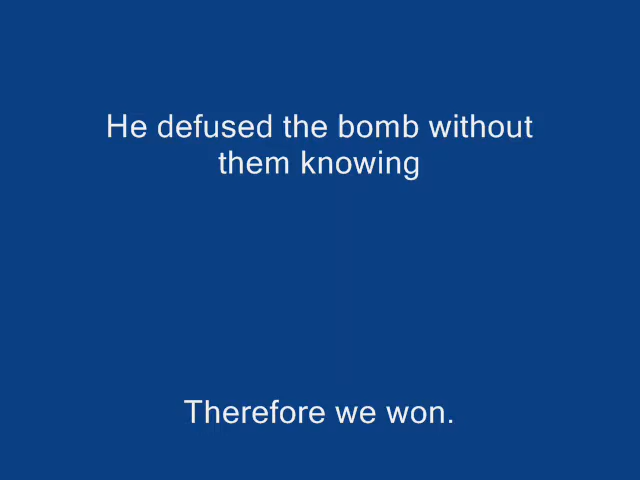 He defused the bomb without
them knowing
Therefore we won.